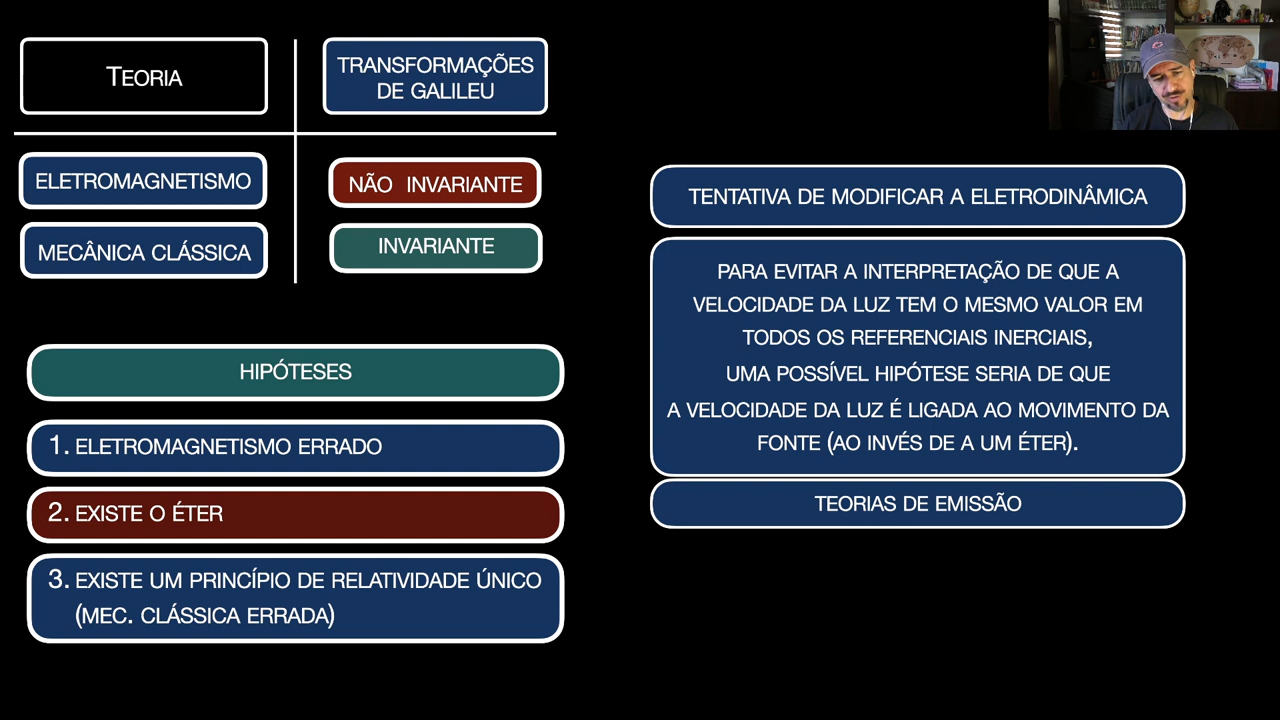 TEORIA
TRANSFORMAÇÕES
DE GALILEU
ELETROMAGNETISMO
NÃO INVARIANTE
MECÂNICA CLÁSSICA
INVARIANTE
HIPÓTESES
1. ELETROMAGNETISMO ERRADO
2. EXISTE O ÉTER
3. EXISTE UM PRINCÍPIO DE RELATIVIDADE ÚNICO
(MEC. CLÁSSICA ERRADA)
TENTATIVA DE MODIFICAR A ELETRODINÂMICA
PARA EVITAR A INTERPRETAÇÃO DE QUE A
VELOCIDADE DA LUZ TEM O MESMO VALOR EM
TODOS OS REFERENCIAIS INERCIAIS,
UMA POSSÍVEL HIPÓTESE SERIA DE QUE
A VELOCIDADE DA LUZ É LIGADA AO MOVIMENTO DA
FONTE (AO INVÉS DE A UM ÉTER).
TEORIAS DE EMISSÃO